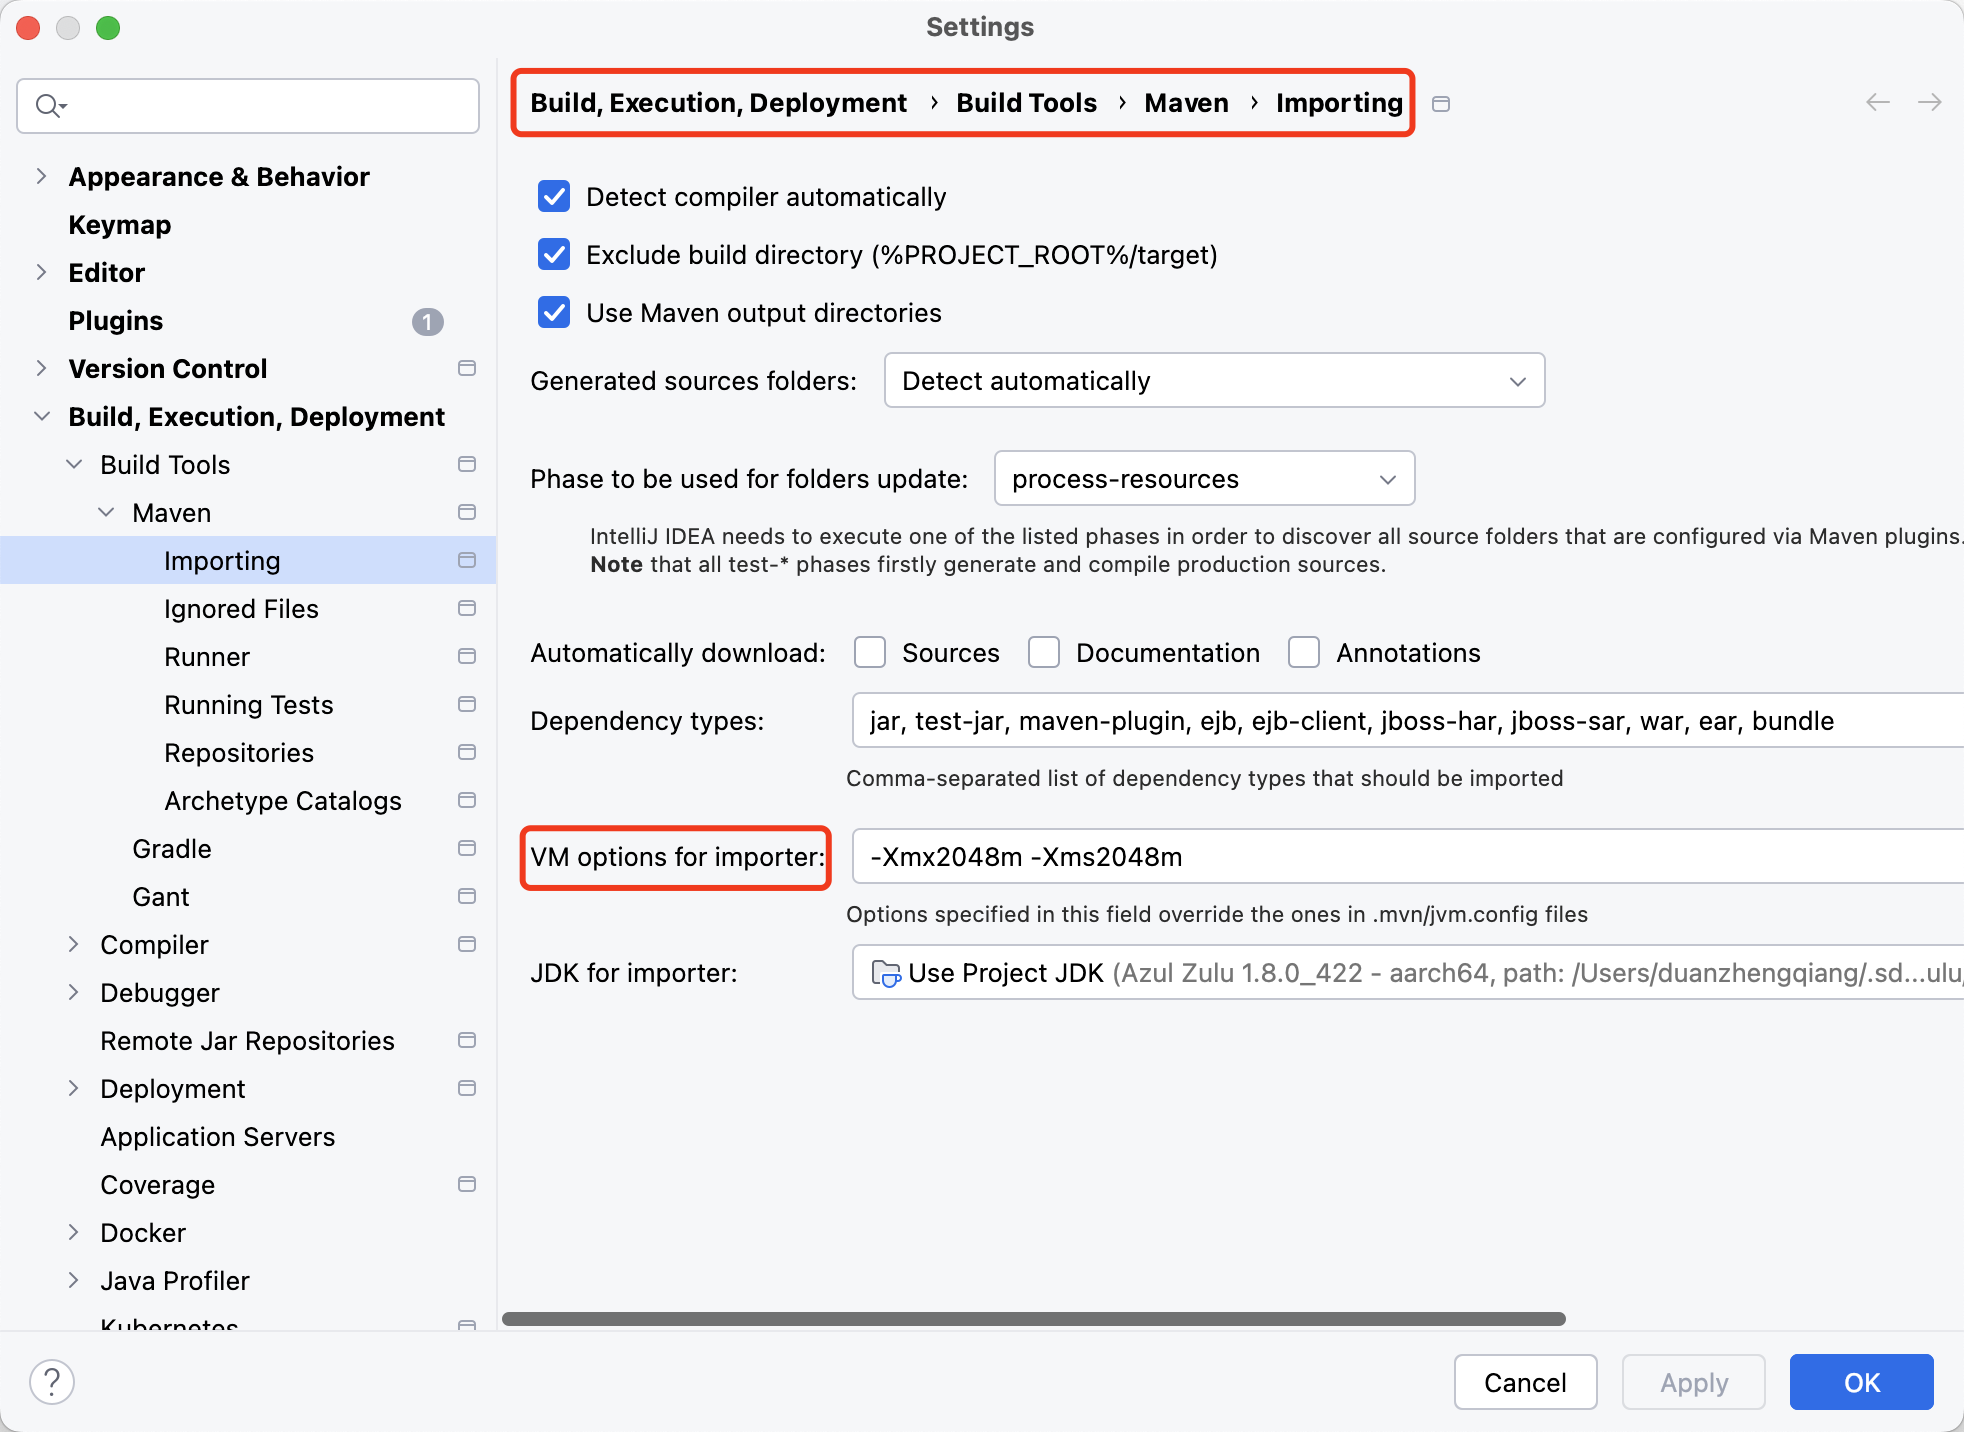 Settings
Build, Execution, Deployment › Build Tools › Maven › Importing
Appearance & Behavior
Keymap
Editor
Plugins 1
Version Control
Build, Execution, Deployment
Build Tools
Maven
Importing
Ignored Files
Runner
Running Tests
Repositories
Archetype Catalogs
Gradle
Gant
Compiler
Debugger
Remote Jar Repositories
Deployment
Application Servers
Coverage
Docker
Java Profiler
Kubernetes
Detect compiler automatically
Exclude build directory (%PROJECT_ROOT%/target)
Use Maven output directories
Generated sources folders: Detect automatically
Phase to be used for folders update: process-resources
IntelliJ IDEA needs to execute one of the listed phases in order to discover all source folders that are configured via Maven plugins.
Note that all test-* phases firstly generate and compile production sources.
Automatically download: Sources Documentation Annotations
Dependency types: jar, test-jar, maven-plugin, ejb, ejb-client, jboss-har, jboss-sar, war, ear, bundle
Comma-separated list of dependency types that should be imported
VM options for importer: -Xmx2048m -Xms2048m
Options specified in this field override the ones in .mvn/jvm.config files
JDK for importer: Use Project JDK (Azul Zulu 1.8.0_422 - aarch64, path: /Users/duanzhengqiang/.sd...ulu/
?
Cancel
Apply
OK